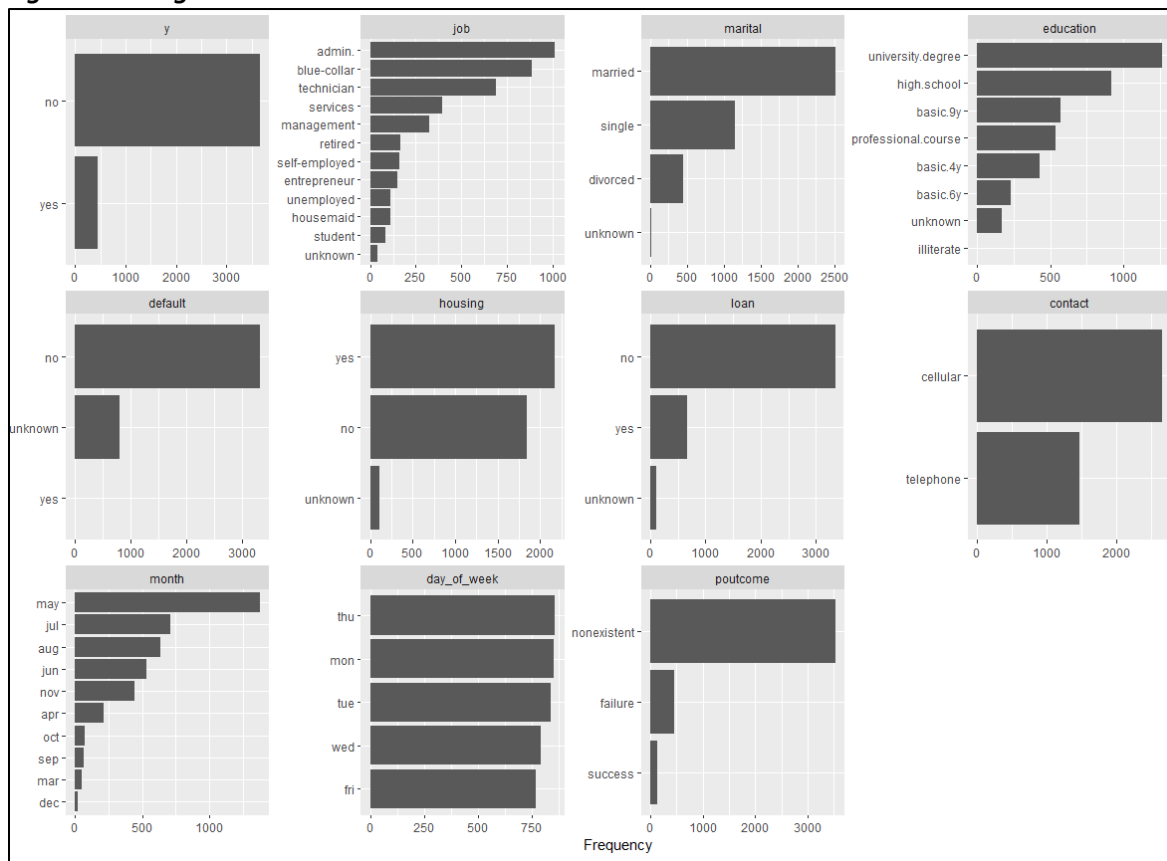 y
no
yes
0 1000 2000 3000
job
admin.
blue-collar
technician
services
management
retired
self-employed
entrepreneur
unemployed
housemaid
student
unknown
0 250 500 750 1000
marital
married
single
divorced
unknown
0 500 1000 1500 2000 2500
education
university.degree
high.school
basic.9y
professional.course
basic.4y
basic.6y
unknown
illiterate
0 500 1000
default
no
unknown
yes
0 1000 2000 3000
housing
yes
no
unknown
0 500 1000 1500 2000
loan
no
yes
unknown
0 1000 2000 3000
contact
cellular
telephone
0 1000 2000
month
may
jul
aug
jun
nov
apr
oct
sep
mar
dec
0 500 1000
day_of_week
thu
mon
tue
wed
fri
0 250 500 750
poutcome
nonexistent
failure
success
0 1000 2000 3000
Frequency